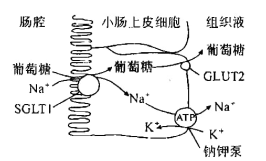 肠腔 小肠上皮细胞 组织液
葡萄糖
葡萄糖 葡萄糖
Na⁺ GLUT2
SGLT1 Na⁺ Na⁺
ATP
K⁺ K⁺
钠钾泵